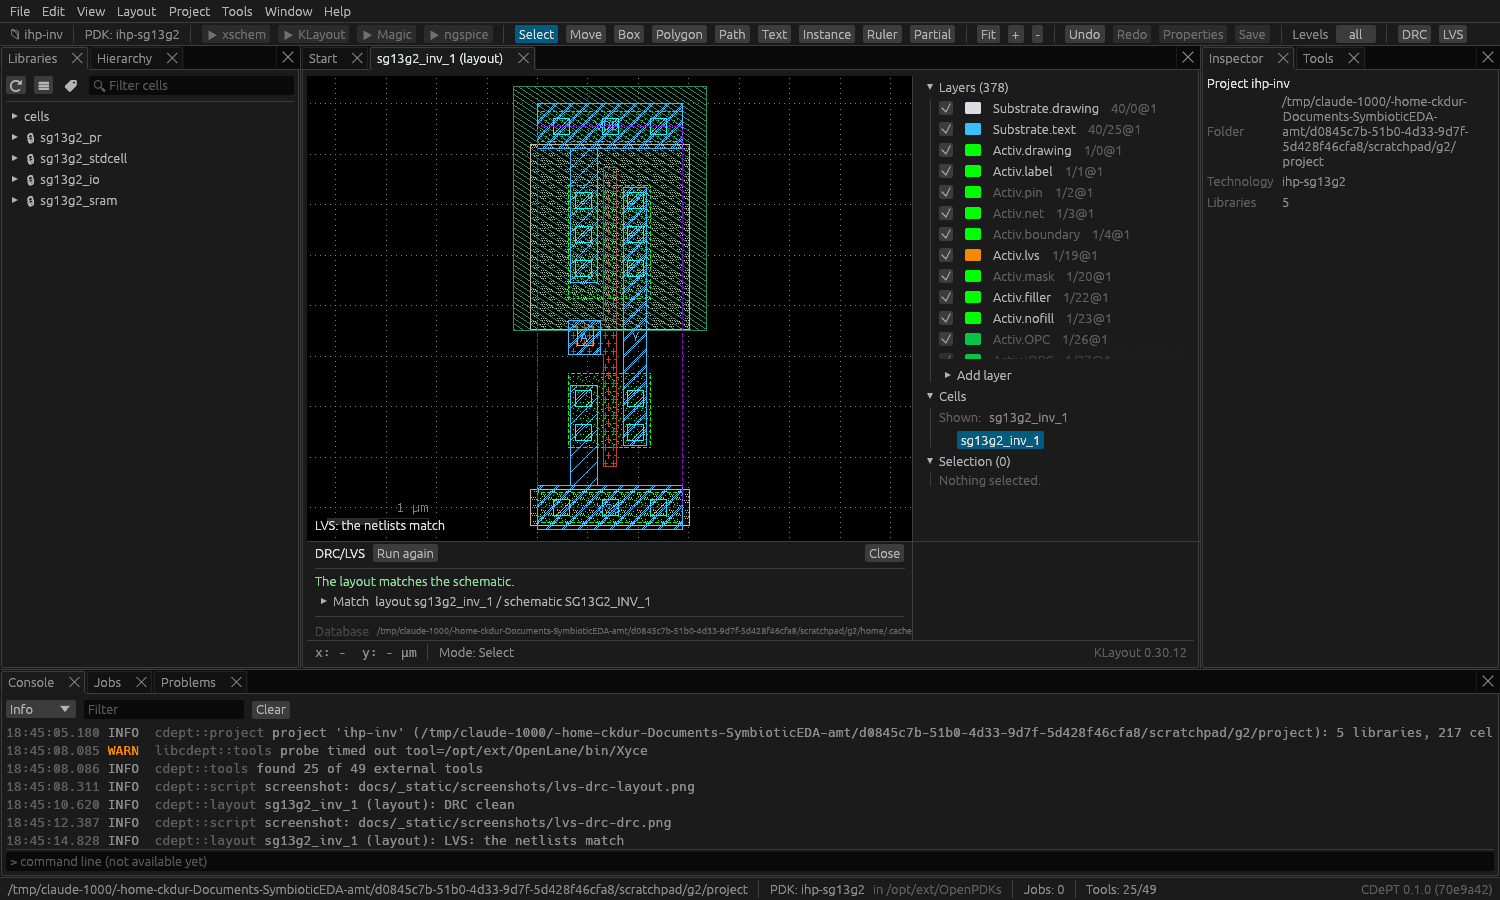 File Edit View Layout Project Tools Window Help
ihp-inv PDK: ihp-sg13g2 xschem KLayout Magic ngspice Select Move Box Polygon Path Text Instance Ruler Partial Fit + - Undo Redo Properties Save Levels all DRC LVS
Libraries Hierarchy
Filter cells
cells
sg13g2_pr
sg13g2_stdcell
sg13g2_io
sg13g2_sram
Start sg13g2_inv_1 (layout)
A
Y
1 µm
LVS: the netlists match
Layers (378)
Substrate.drawing 40/0@1
Substrate.text 40/25@1
Activ.drawing 1/0@1
Activ.label 1/1@1
Activ.pin 1/2@1
Activ.net 1/3@1
Activ.boundary 1/4@1
Activ.lvs 1/19@1
Activ.mask 1/20@1
Activ.filler 1/22@1
Activ.nofill 1/23@1
Activ.OPC 1/26@1
Add layer
Cells
Shown: sg13g2_inv_1
sg13g2_inv_1
Selection (0)
Nothing selected.
DRC/LVS Run again Close
The layout matches the schematic.
Match layout sg13g2_inv_1 / schematic SG13G2_INV_1
Database /tmp/claude-1000/-home-ckdur-Documents-SymbioticEDA-amt/d0845c7b-51b0-4d33-9d7f-5d428f46cfa8/scratchpad/g2/home/.cache
x: - y: - µm Mode: Select KLayout 0.30.12
Inspector Tools
Project ihp-inv
Folder /tmp/claude-1000/-home-ckdur-
Documents-SymbioticEDA-
amt/d0845c7b-51b0-4d33-9d7f-
5d428f46cfa8/scratchpad/g2/
project
Technology ihp-sg13g2
Libraries 5
Console Jobs Problems
Info Filter Clear
18:45:05.180 INFO cdept::project project 'ihp-inv' (/tmp/claude-1000/-home-ckdur-Documents-SymbioticEDA-amt/d0845c7b-51b0-4d33-9d7f-5d428f46cfa8/scratchpad/g2/project): 5 libraries, 217 cel
18:45:08.085 WARN libcdept::tools probe timed out tool=/opt/ext/OpenLane/bin/Xyce
18:45:08.086 INFO cdept::tools found 25 of 49 external tools
18:45:08.311 INFO cdept::script screenshot: docs/_static/screenshots/lvs-drc-layout.png
18:45:10.620 INFO cdept::layout sg13g2_inv_1 (layout): DRC clean
18:45:12.387 INFO cdept::script screenshot: docs/_static/screenshots/lvs-drc-drc.png
18:45:14.828 INFO cdept::layout sg13g2_inv_1 (layout): LVS: the netlists match
> command line (not available yet)
/tmp/claude-1000/-home-ckdur-Documents-SymbioticEDA-amt/d0845c7b-51b0-4d33-9d7f-5d428f46cfa8/scratchpad/g2/project PDK: ihp-sg13g2 in /opt/ext/OpenPDKs Jobs: 0 Tools: 25/49 CDePT 0.1.0 (70e9a42)